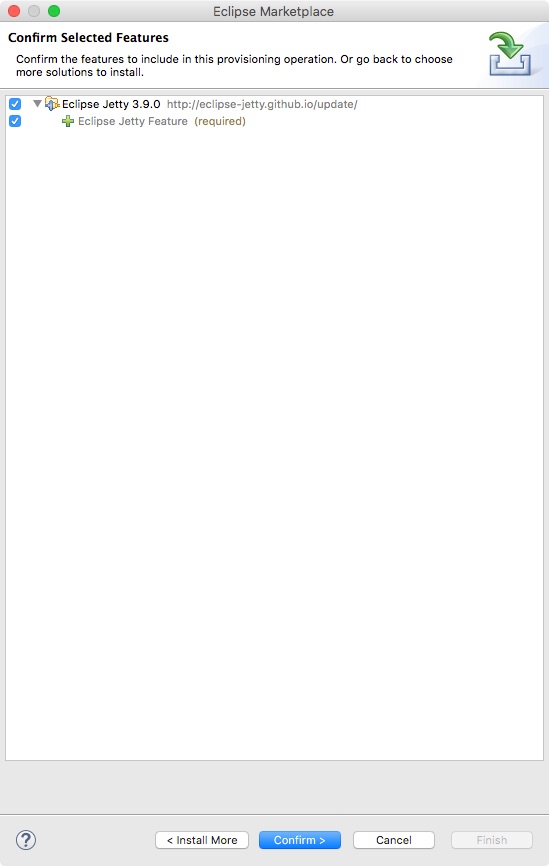 Eclipse Marketplace
Confirm Selected Features
Confirm the features to include in this provisioning operation. Or go back to choose
more solutions to install.
Eclipse Jetty 3.9.0 http://eclipse-jetty.github.io/update/
Eclipse Jetty Feature (required)
?
< Install More
Confirm >
Cancel
Finish